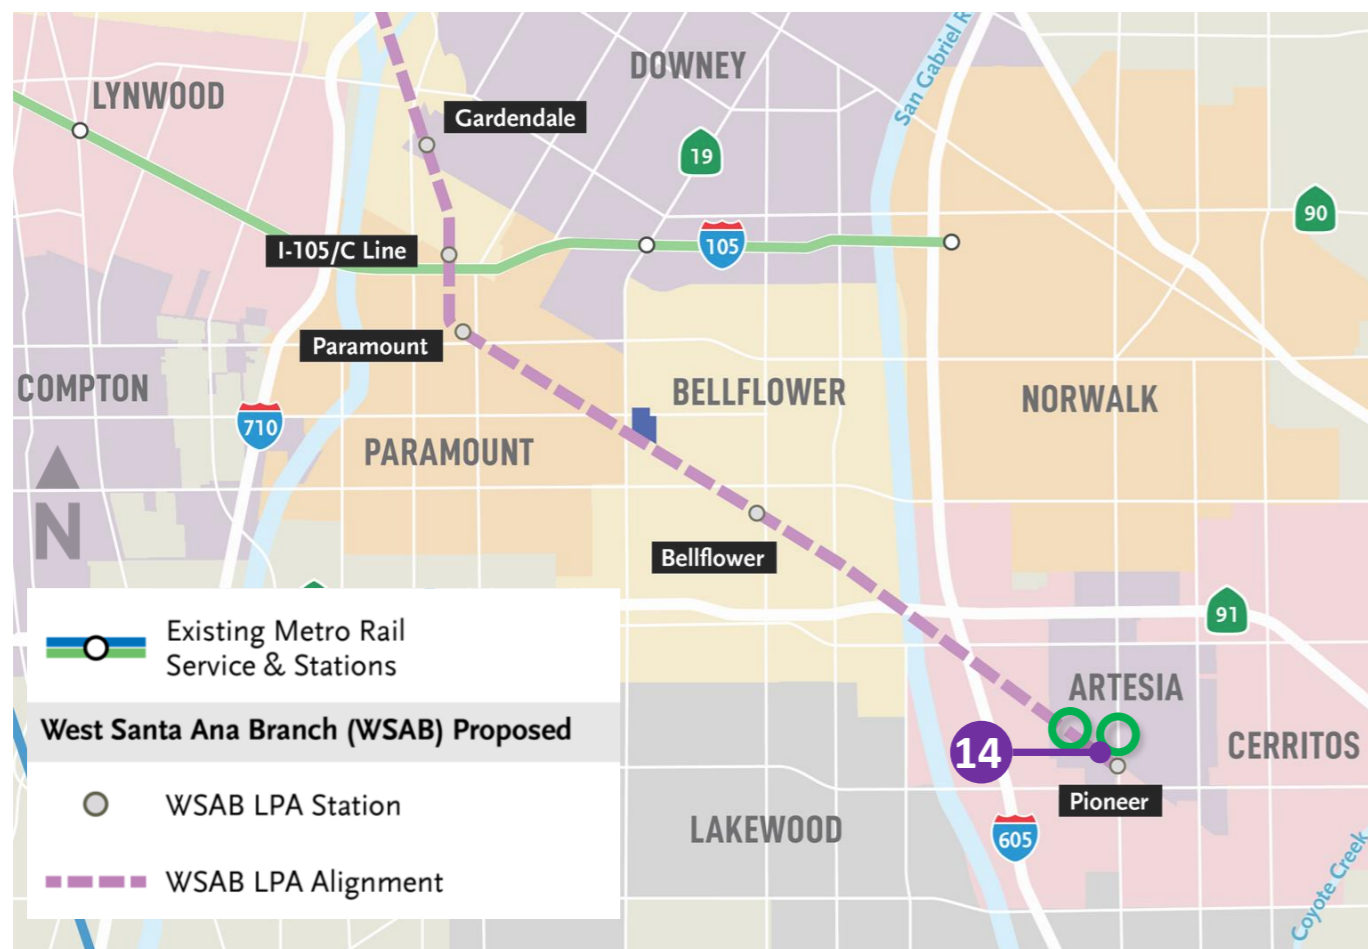 DOWNEY
San Gabriel R
LYNWOOD
Gardendale
19
90
I-105/C Line
105
Paramount
COMPTON
BELLFLOWER
NORWALK
710
PARAMOUNT
N
Bellflower
91
Existing Metro Rail
Service & Stations
West Santa Ana Branch (WSAB) Proposed
WSAB LPA Station
WSAB LPA Alignment
ARTESIA
14
CERRITOS
Pioneer
LAKEWOOD
605
Coyote Creek